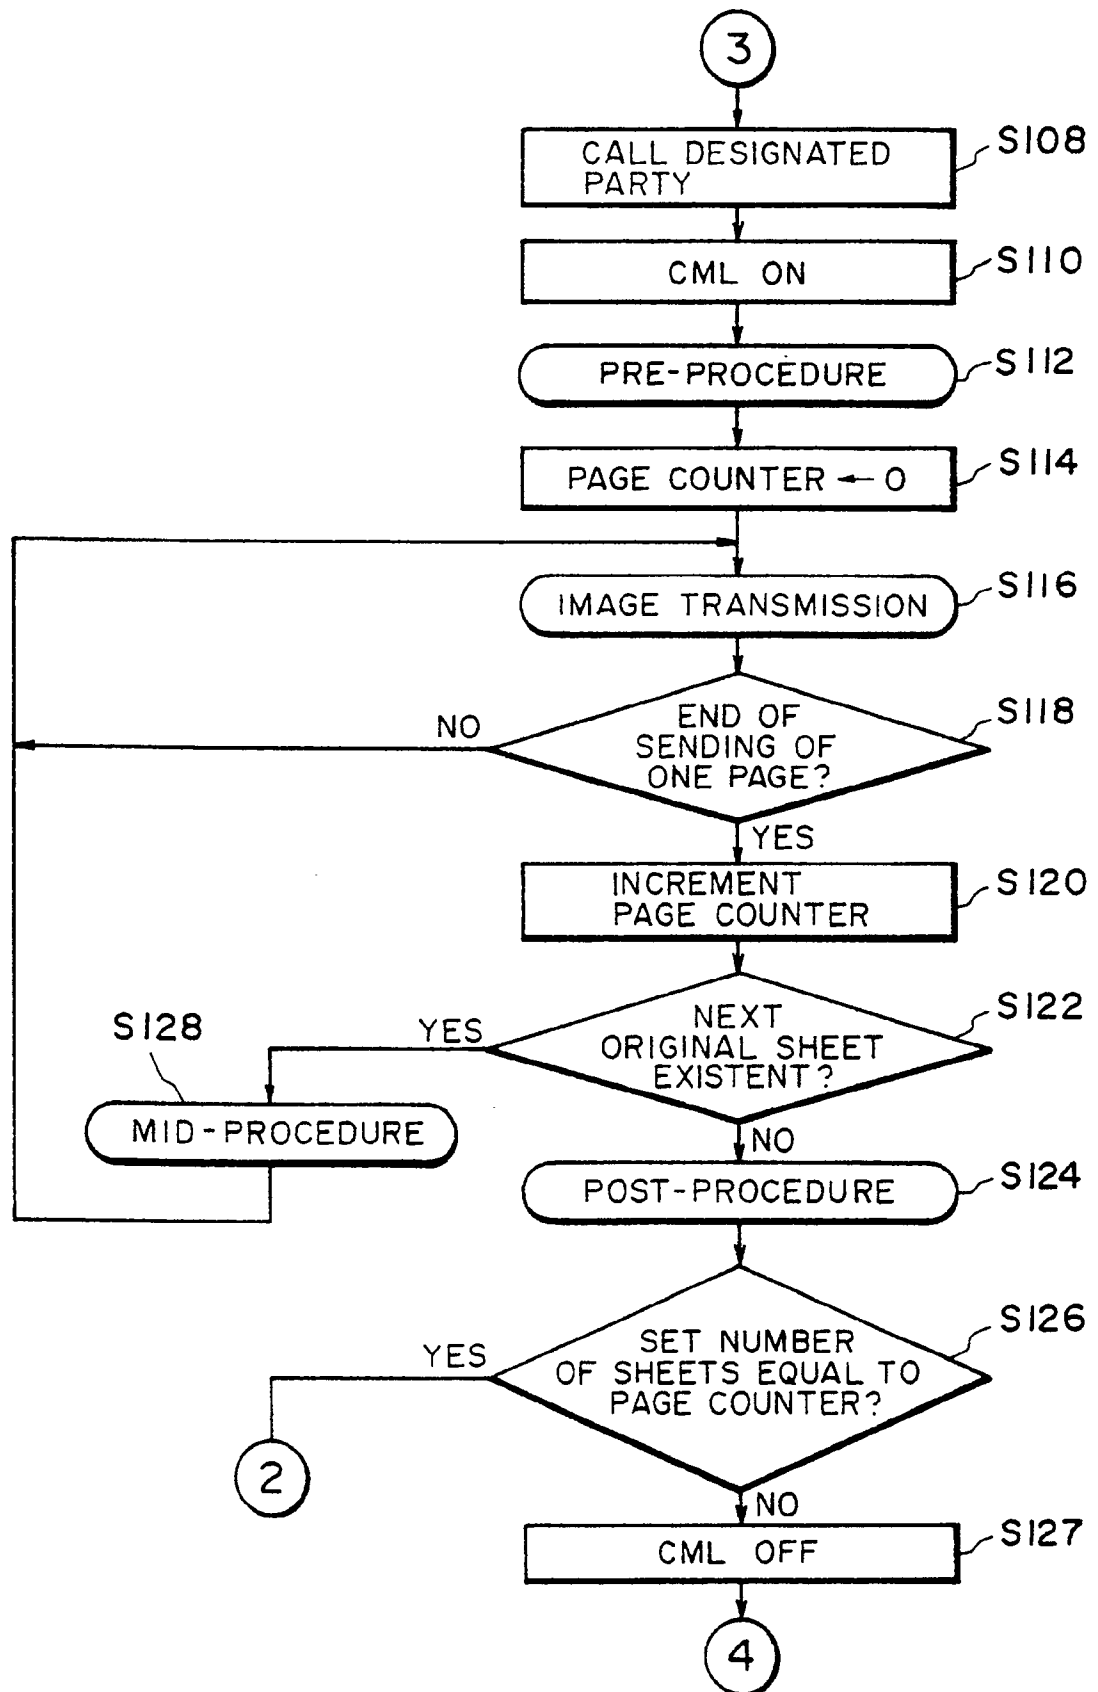 3
CALL DESIGNATED
PARTY
S108
CML ON
S110
PRE-PROCEDURE
S112
PAGE COUNTER ← 0
S114
IMAGE TRANSMISSION
S116
END OF
SENDING OF
ONE PAGE?
S118
NO
YES
INCREMENT
PAGE COUNTER
S120
NEXT
ORIGINAL SHEET
EXISTENT?
S122
YES
S128
MID-PROCEDURE
NO
POST-PROCEDURE
S124
SET NUMBER
OF SHEETS EQUAL TO
PAGE COUNTER?
S126
YES
2
NO
CML OFF
S127
4